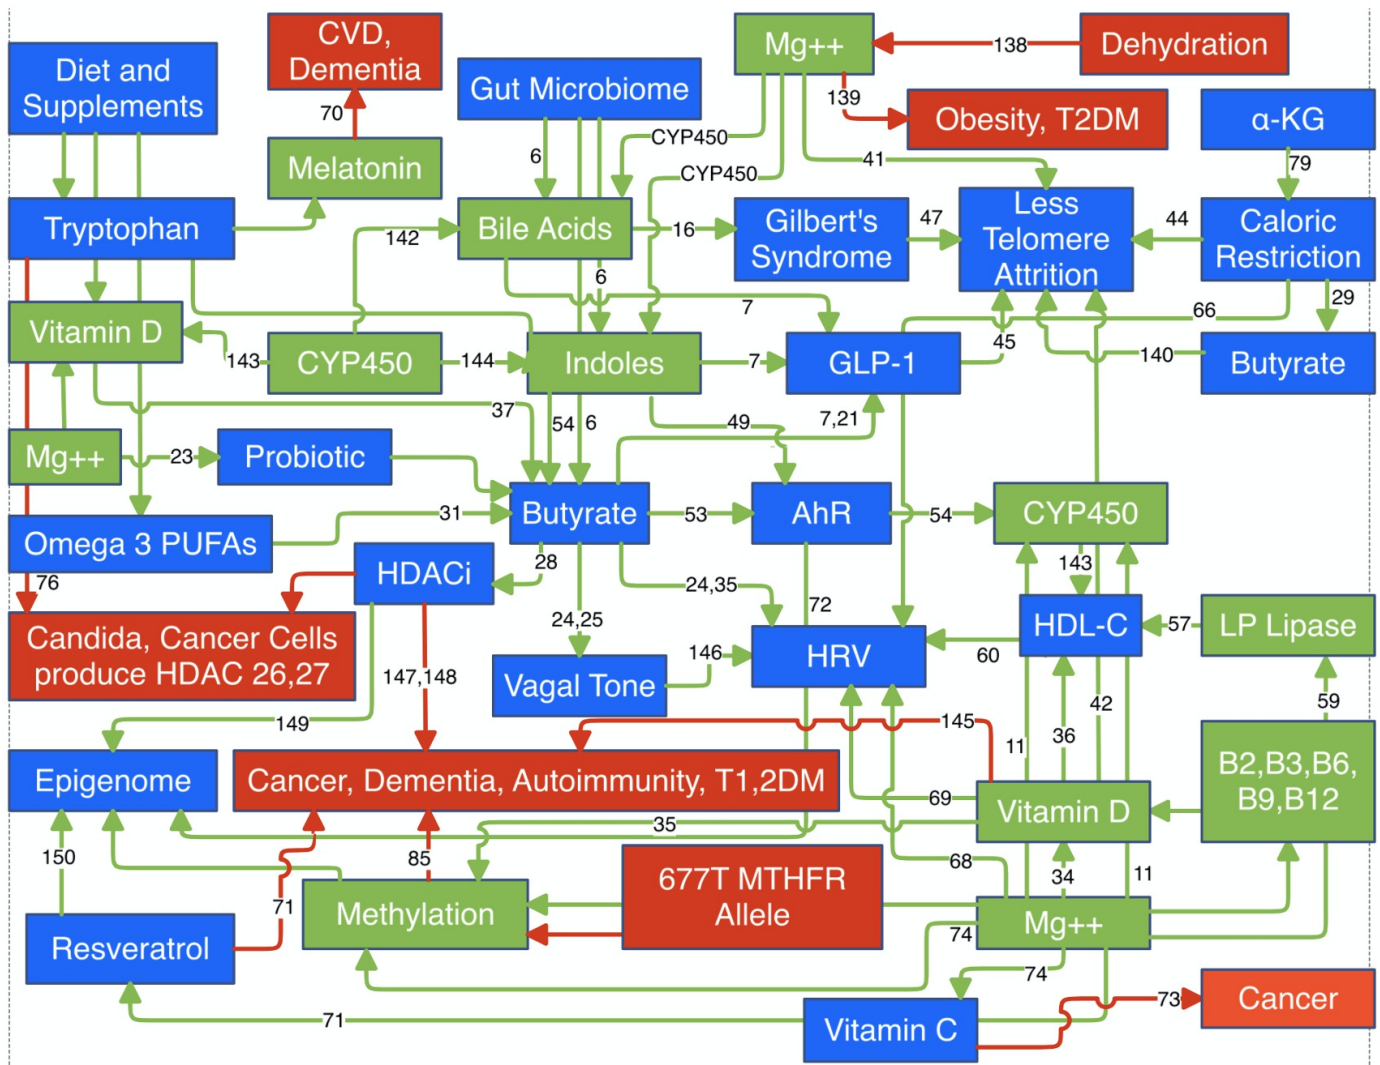 CVD,
Dementia
Mg++
138
Dehydration
Diet and
Supplements
Gut Microbiome
70
139
Obesity, T2DM
α-KG
CYP450
Melatonin
6
41
79
CYP450
Tryptophan
142
Bile Acids
16
Gilbert's
Syndrome
47
Less
Telomere
Attrition
44
Caloric
Restriction
6
7
66
29
Vitamin D
143
CYP450
144
Indoles
7
GLP-1
45
140
Butyrate
37
54
6
49
7,21
Mg++
23
Probiotic
Omega 3 PUFAs
31
Butyrate
53
AhR
54
CYP450
76
HDACi
28
24,35
72
143
Candida, Cancer Cells
produce HDAC 26,27
24,25
HRV
60
HDL-C
57
LP Lipase
147,148
Vagal Tone
146
59
149
145
42
36
11
Epigenome
Cancer, Dementia, Autoimmunity, T1,2DM
69
Vitamin D
B2,B3,B6,
B9,B12
35
150
85
68
34
11
71
Methylation
677T MTHFR
Allele
Mg++
74
Resveratrol
74
73
Cancer
71
Vitamin C